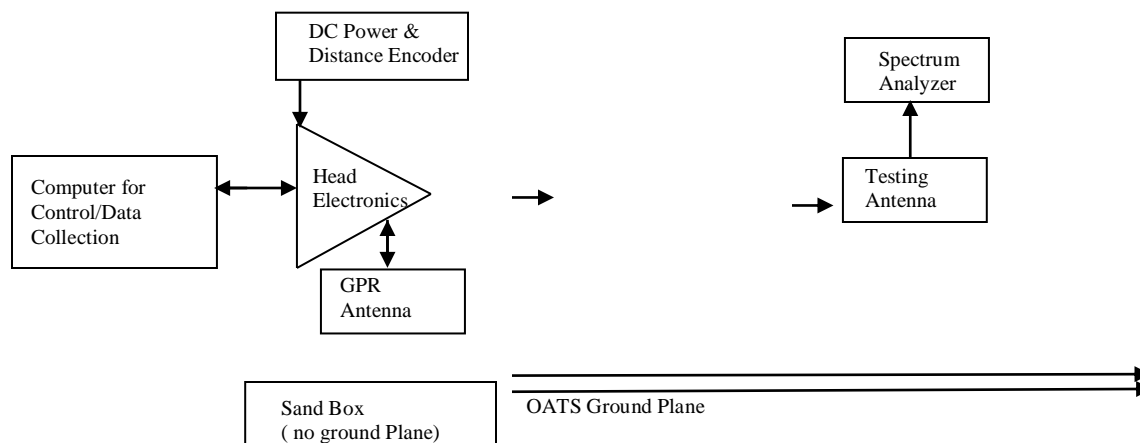 DC Power &
Distance Encoder
Spectrum
Analyzer
Computer for
Control/Data
Collection
Head
Electronics
Testing
Antenna
GPR
Antenna
Sand Box
( no ground Plane)
OATS Ground Plane